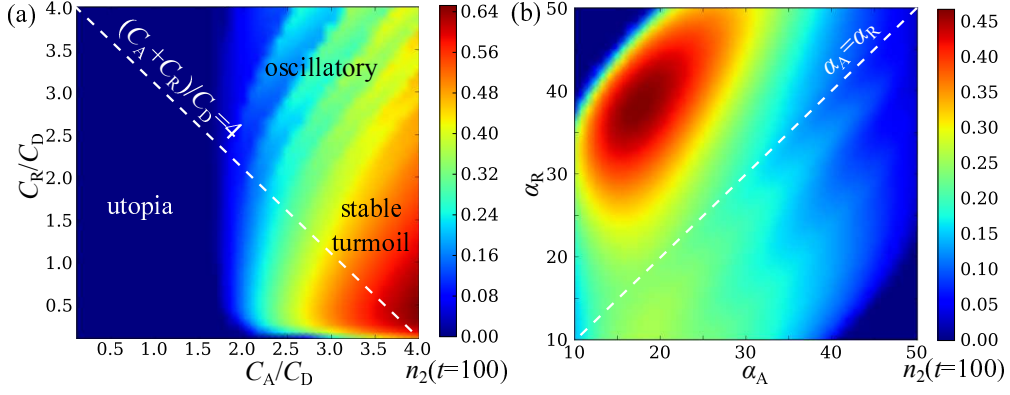 (a)
4.0
3.5
3.0
2.5
2.0
1.5
1.0
0.5
C_R/C_D
(C_A+C_R)/C_D=4
oscillatory
utopia
stable
turmoil
0.5 1.0 1.5 2.0 2.5 3.0 3.5 4.0
C_A/C_D
n_2(t=100)
0.64
0.56
0.48
0.40
0.32
0.24
0.16
0.08
0.00
(b)
50
40
30
20
10
α_R
α_A=α_R
10 20 30 40 50
α_A
n_2(t=100)
0.45
0.40
0.35
0.30
0.25
0.20
0.15
0.10
0.05
0.00